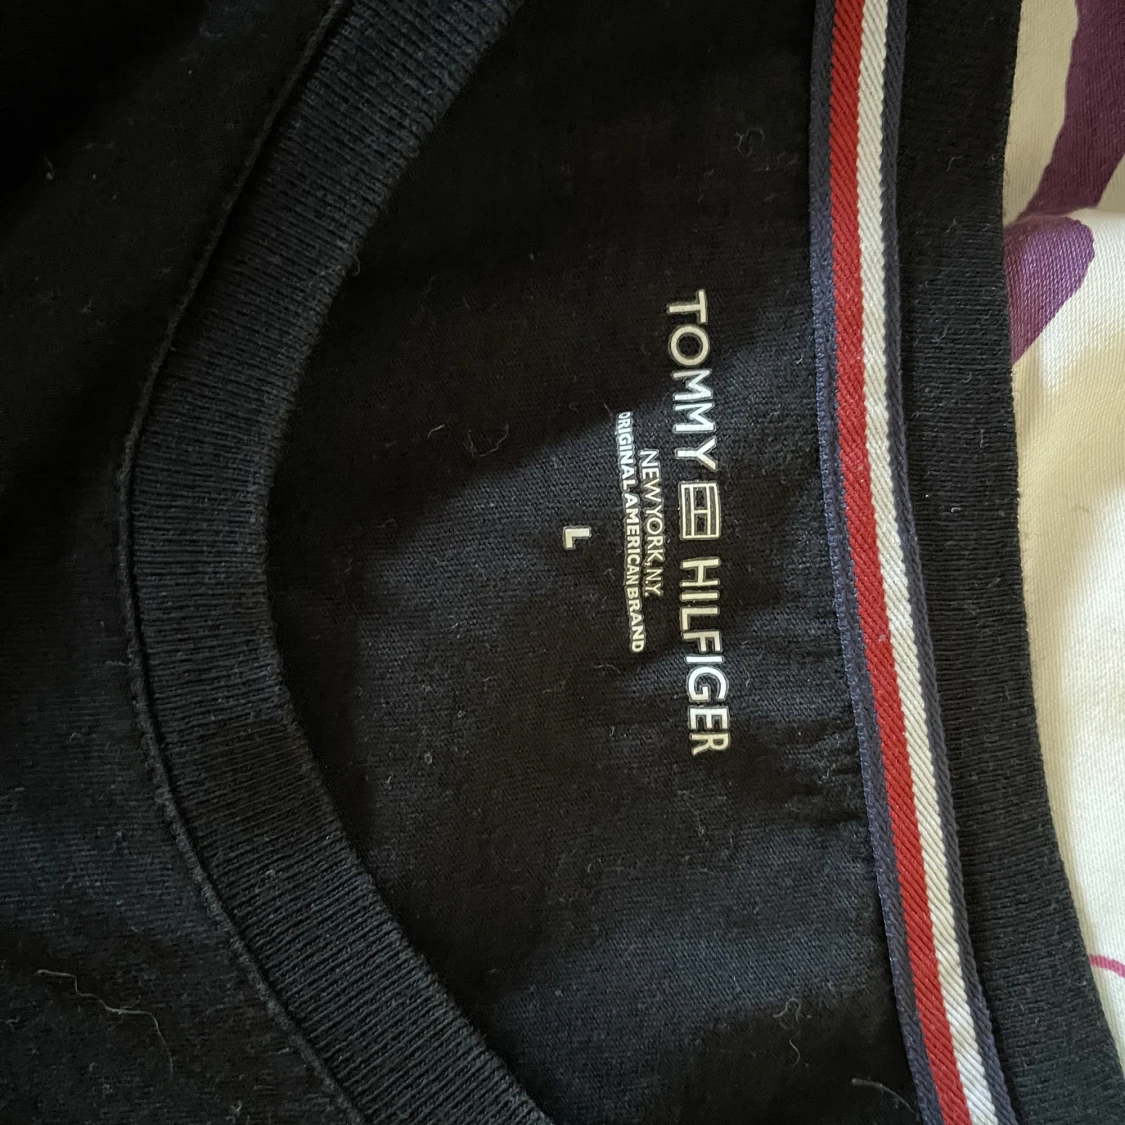 TOMMY HILFIGER
NEW YORK, N.Y.
ORIGINAL AMERICAN BRAND
L